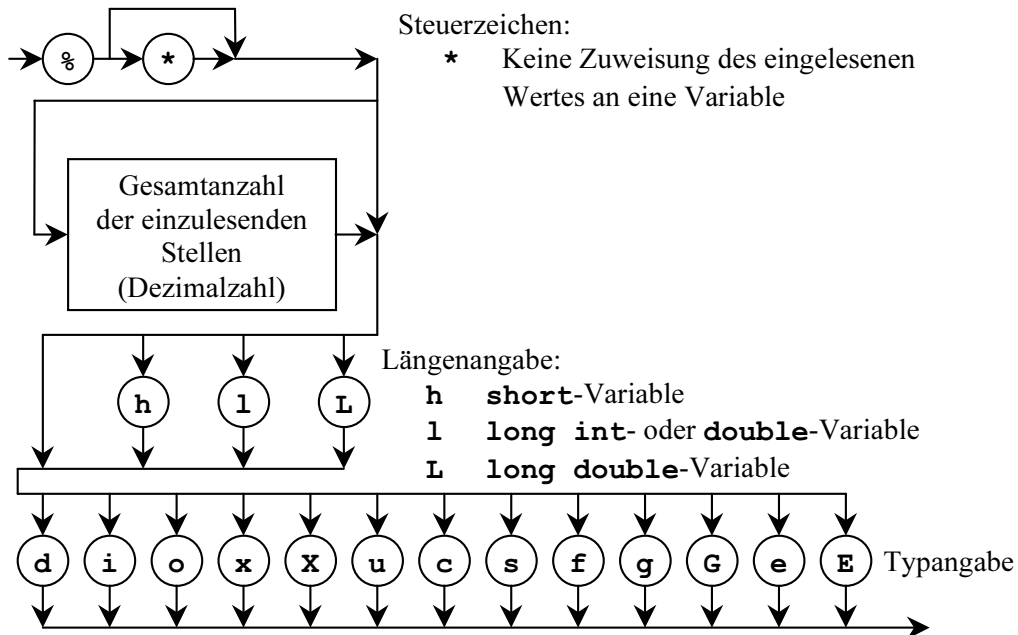 Steuerzeichen:
% *
* Keine Zuweisung des eingelesenen
Wertes an eine Variable
Gesamtanzahl
der einzulesenden
Stellen
(Dezimalzahl)
Längenangabe:
h l L
h short-Variable
l long int- oder double-Variable
L long double-Variable
d i o x X u c s f g G e E Typangabe